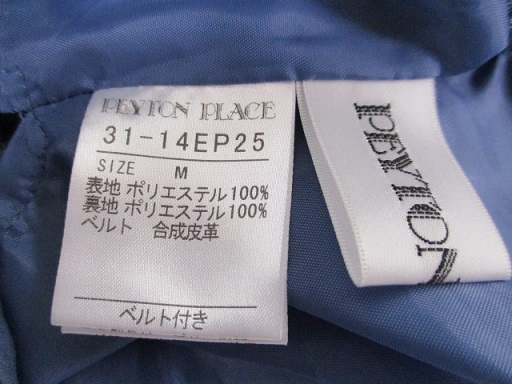 PEYTON PLACE
31-14EP25
SIZE M
表地 ポリエステル100%
裏地 ポリエステル100%
ベルト 合成皮革
ベルト付き
PEYTON